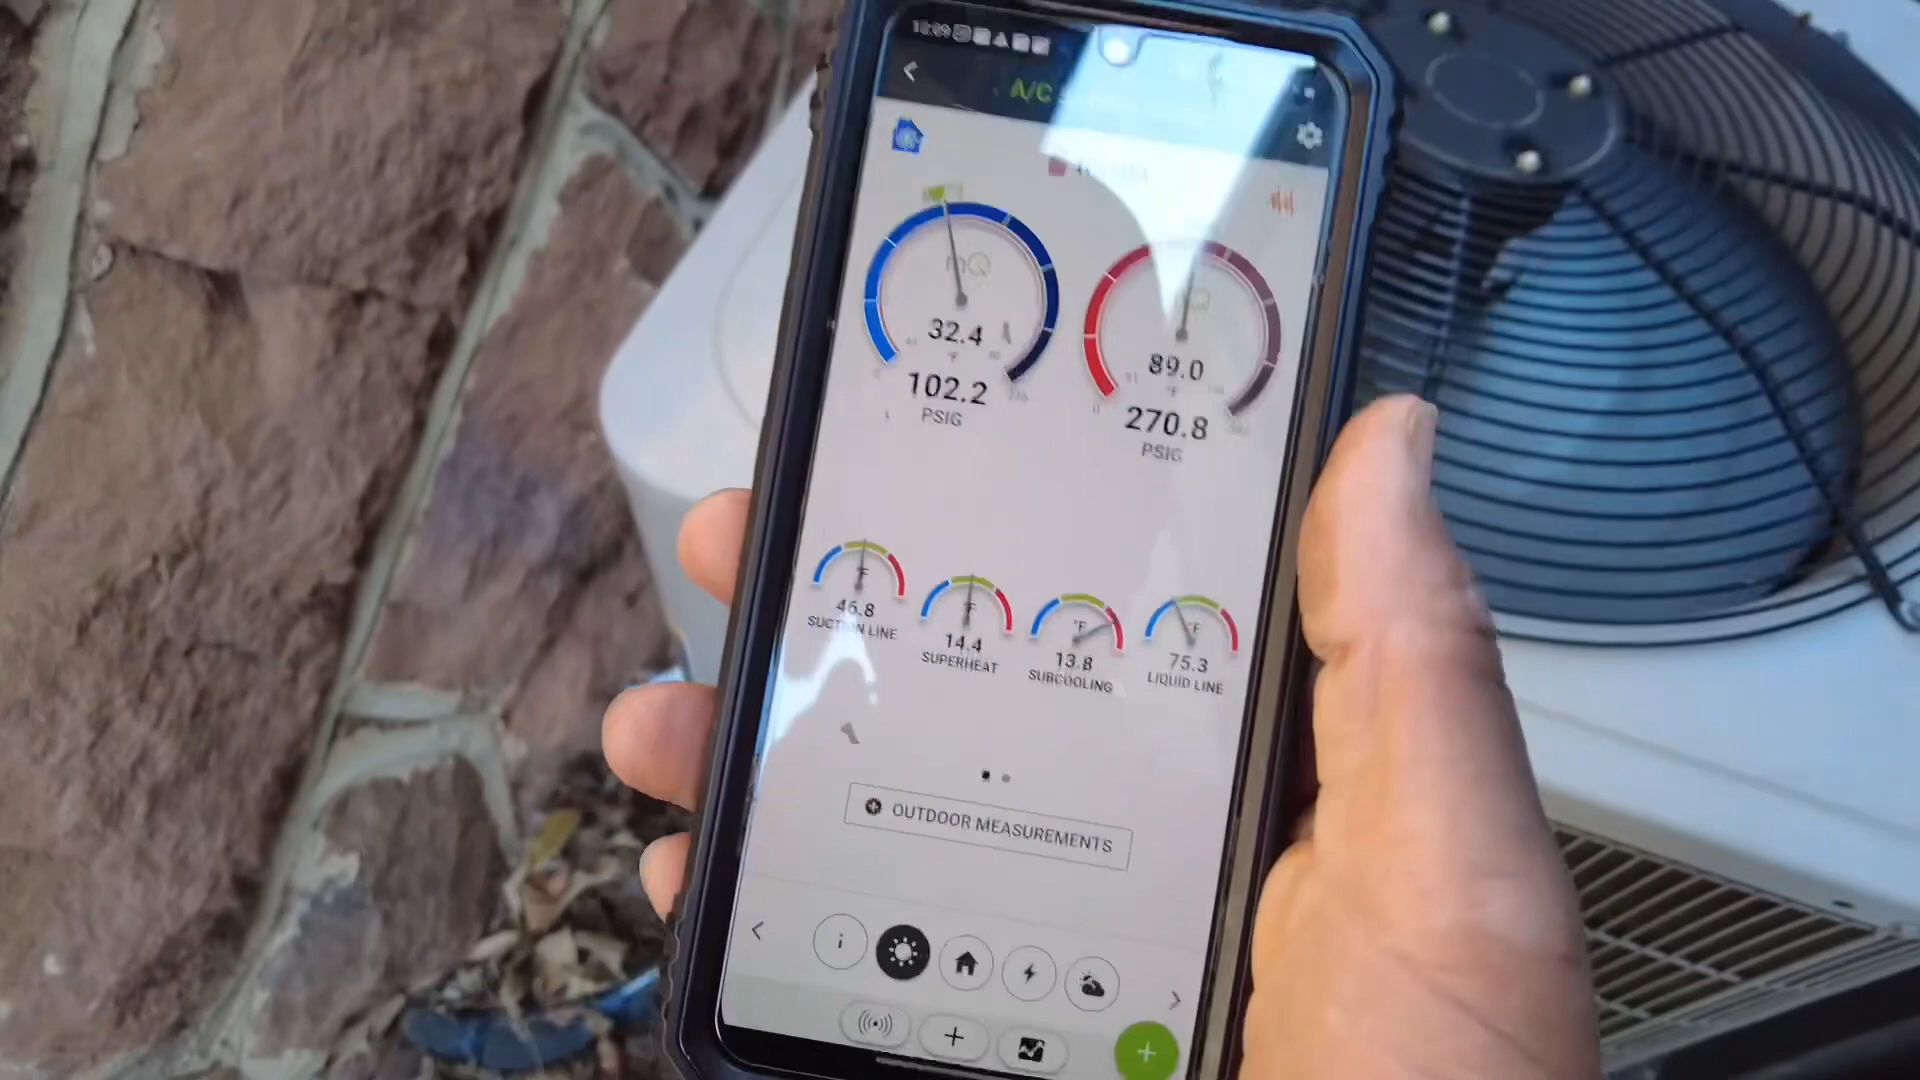 A/C
mQ
32.4
°F
102.2
PSIG
89.0
°F
270.8
PSIG
°F
46.8
SUCTION LINE
°F
14.4
SUPERHEAT
°F
13.8
SUBCOOLING
°F
75.3
LIQUID LINE
OUTDOOR MEASUREMENTS